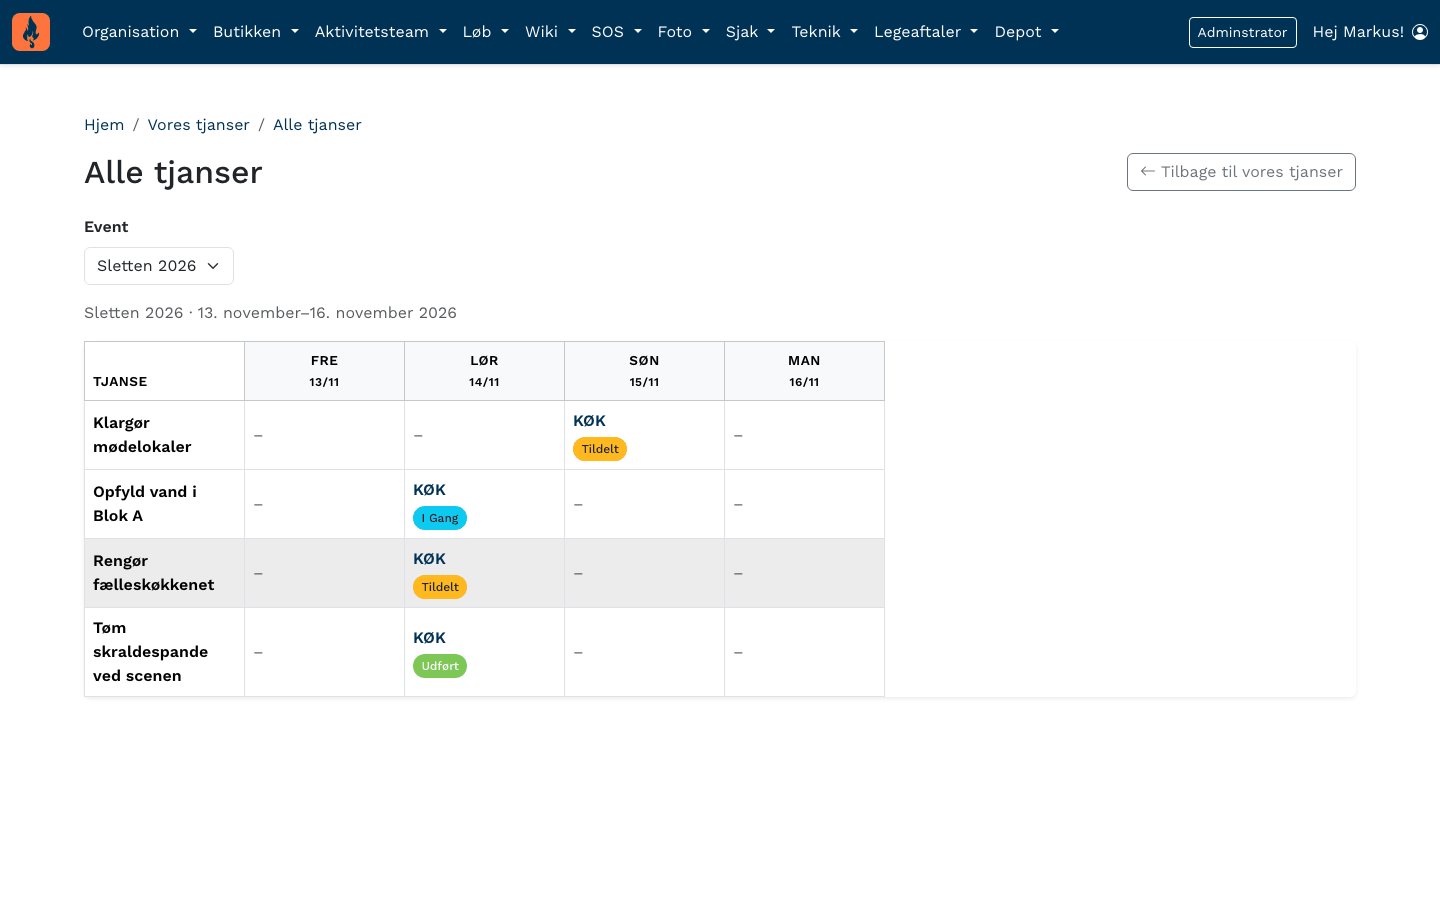 Organisation Butikken Aktivitetsteam Løb Wiki SOS Foto Sjak Teknik Legeaftaler Depot Adminstrator Hej Markus!
Hjem / Vores tjanser / Alle tjanser
Alle tjanser
← Tilbage til vores tjanser
Event
Sletten 2026
Sletten 2026 · 13. november–16. november 2026
TJANSE FRE 13/11 LØR 14/11 SØN 15/11 MAN 16/11
Klargør
mødelokaler
– – KØK Tildelt –
Opfyld vand i
Blok A
– KØK I Gang – –
Rengør
fælleskøkkenet
– KØK Tildelt – –
Tøm
skraldespande
ved scenen
– KØK Udført – –